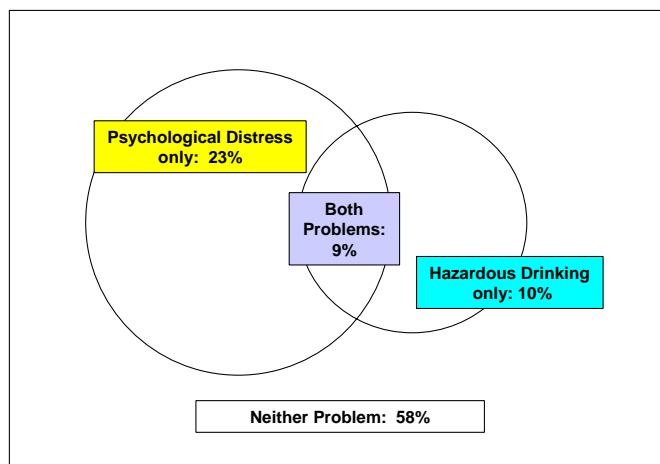 Psychological Distress
only:  23%
Both
Problems:
9%
Hazardous Drinking
only: 10%
Neither Problem:  58%